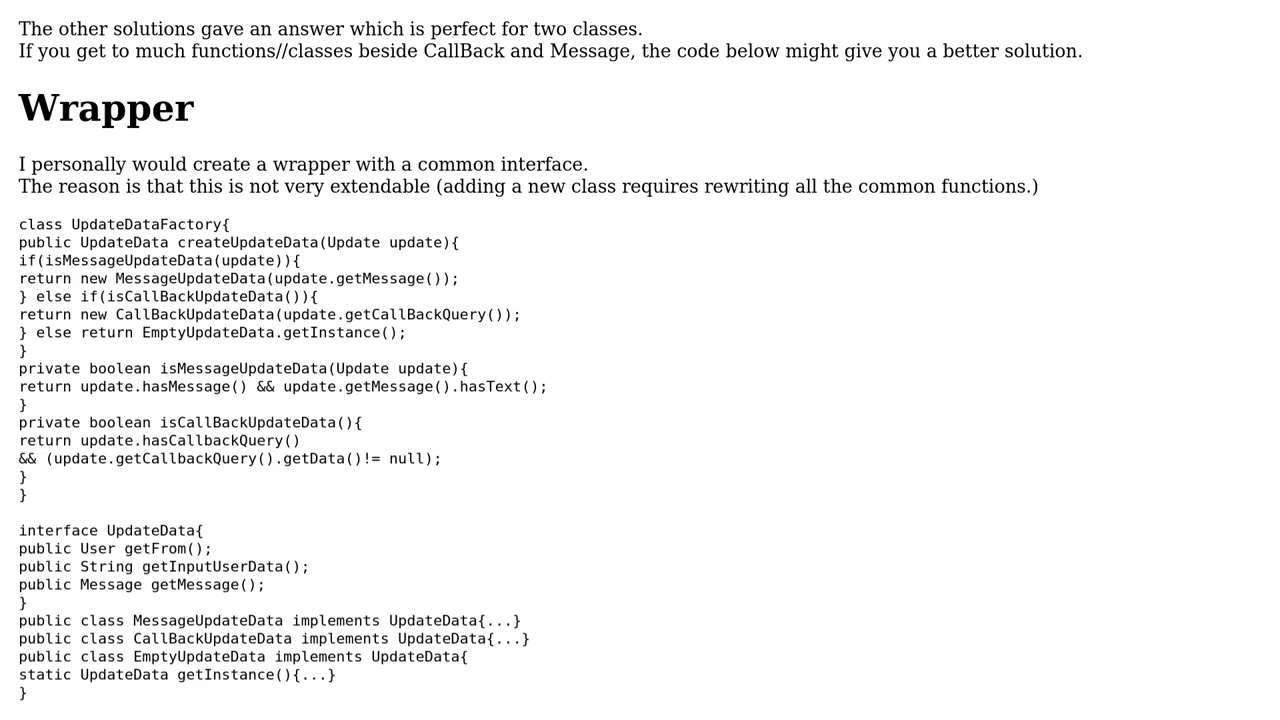 The other solutions gave an answer which is perfect for two classes.
If you get to much functions//classes beside CallBack and Message, the code below might give you a better solution.
Wrapper
I personally would create a wrapper with a common interface.
The reason is that this is not very extendable (adding a new class requires rewriting all the common functions.)
class UpdateDataFactory{
public UpdateData createUpdateData(Update update){
if(isMessageUpdateData(update)){
return new MessageUpdateData(update.getMessage());
} else if(isCallBackUpdateData()){
return new CallBackUpdateData(update.getCallBackQuery());
} else return EmptyUpdateData.getInstance();
}
private boolean isMessageUpdateData(Update update){
return update.hasMessage() && update.getMessage().hasText();
}
private boolean isCallBackUpdateData(){
return update.hasCallbackQuery()
&& (update.getCallbackQuery().getData()!= null);
}
}
interface UpdateData{
public User getFrom();
public String getInputUserData();
public Message getMessage();
}
public class MessageUpdateData implements UpdateData{...}
public class CallBackUpdateData implements UpdateData{...}
public class EmptyUpdateData implements UpdateData{
static UpdateData getInstance(){...}
}